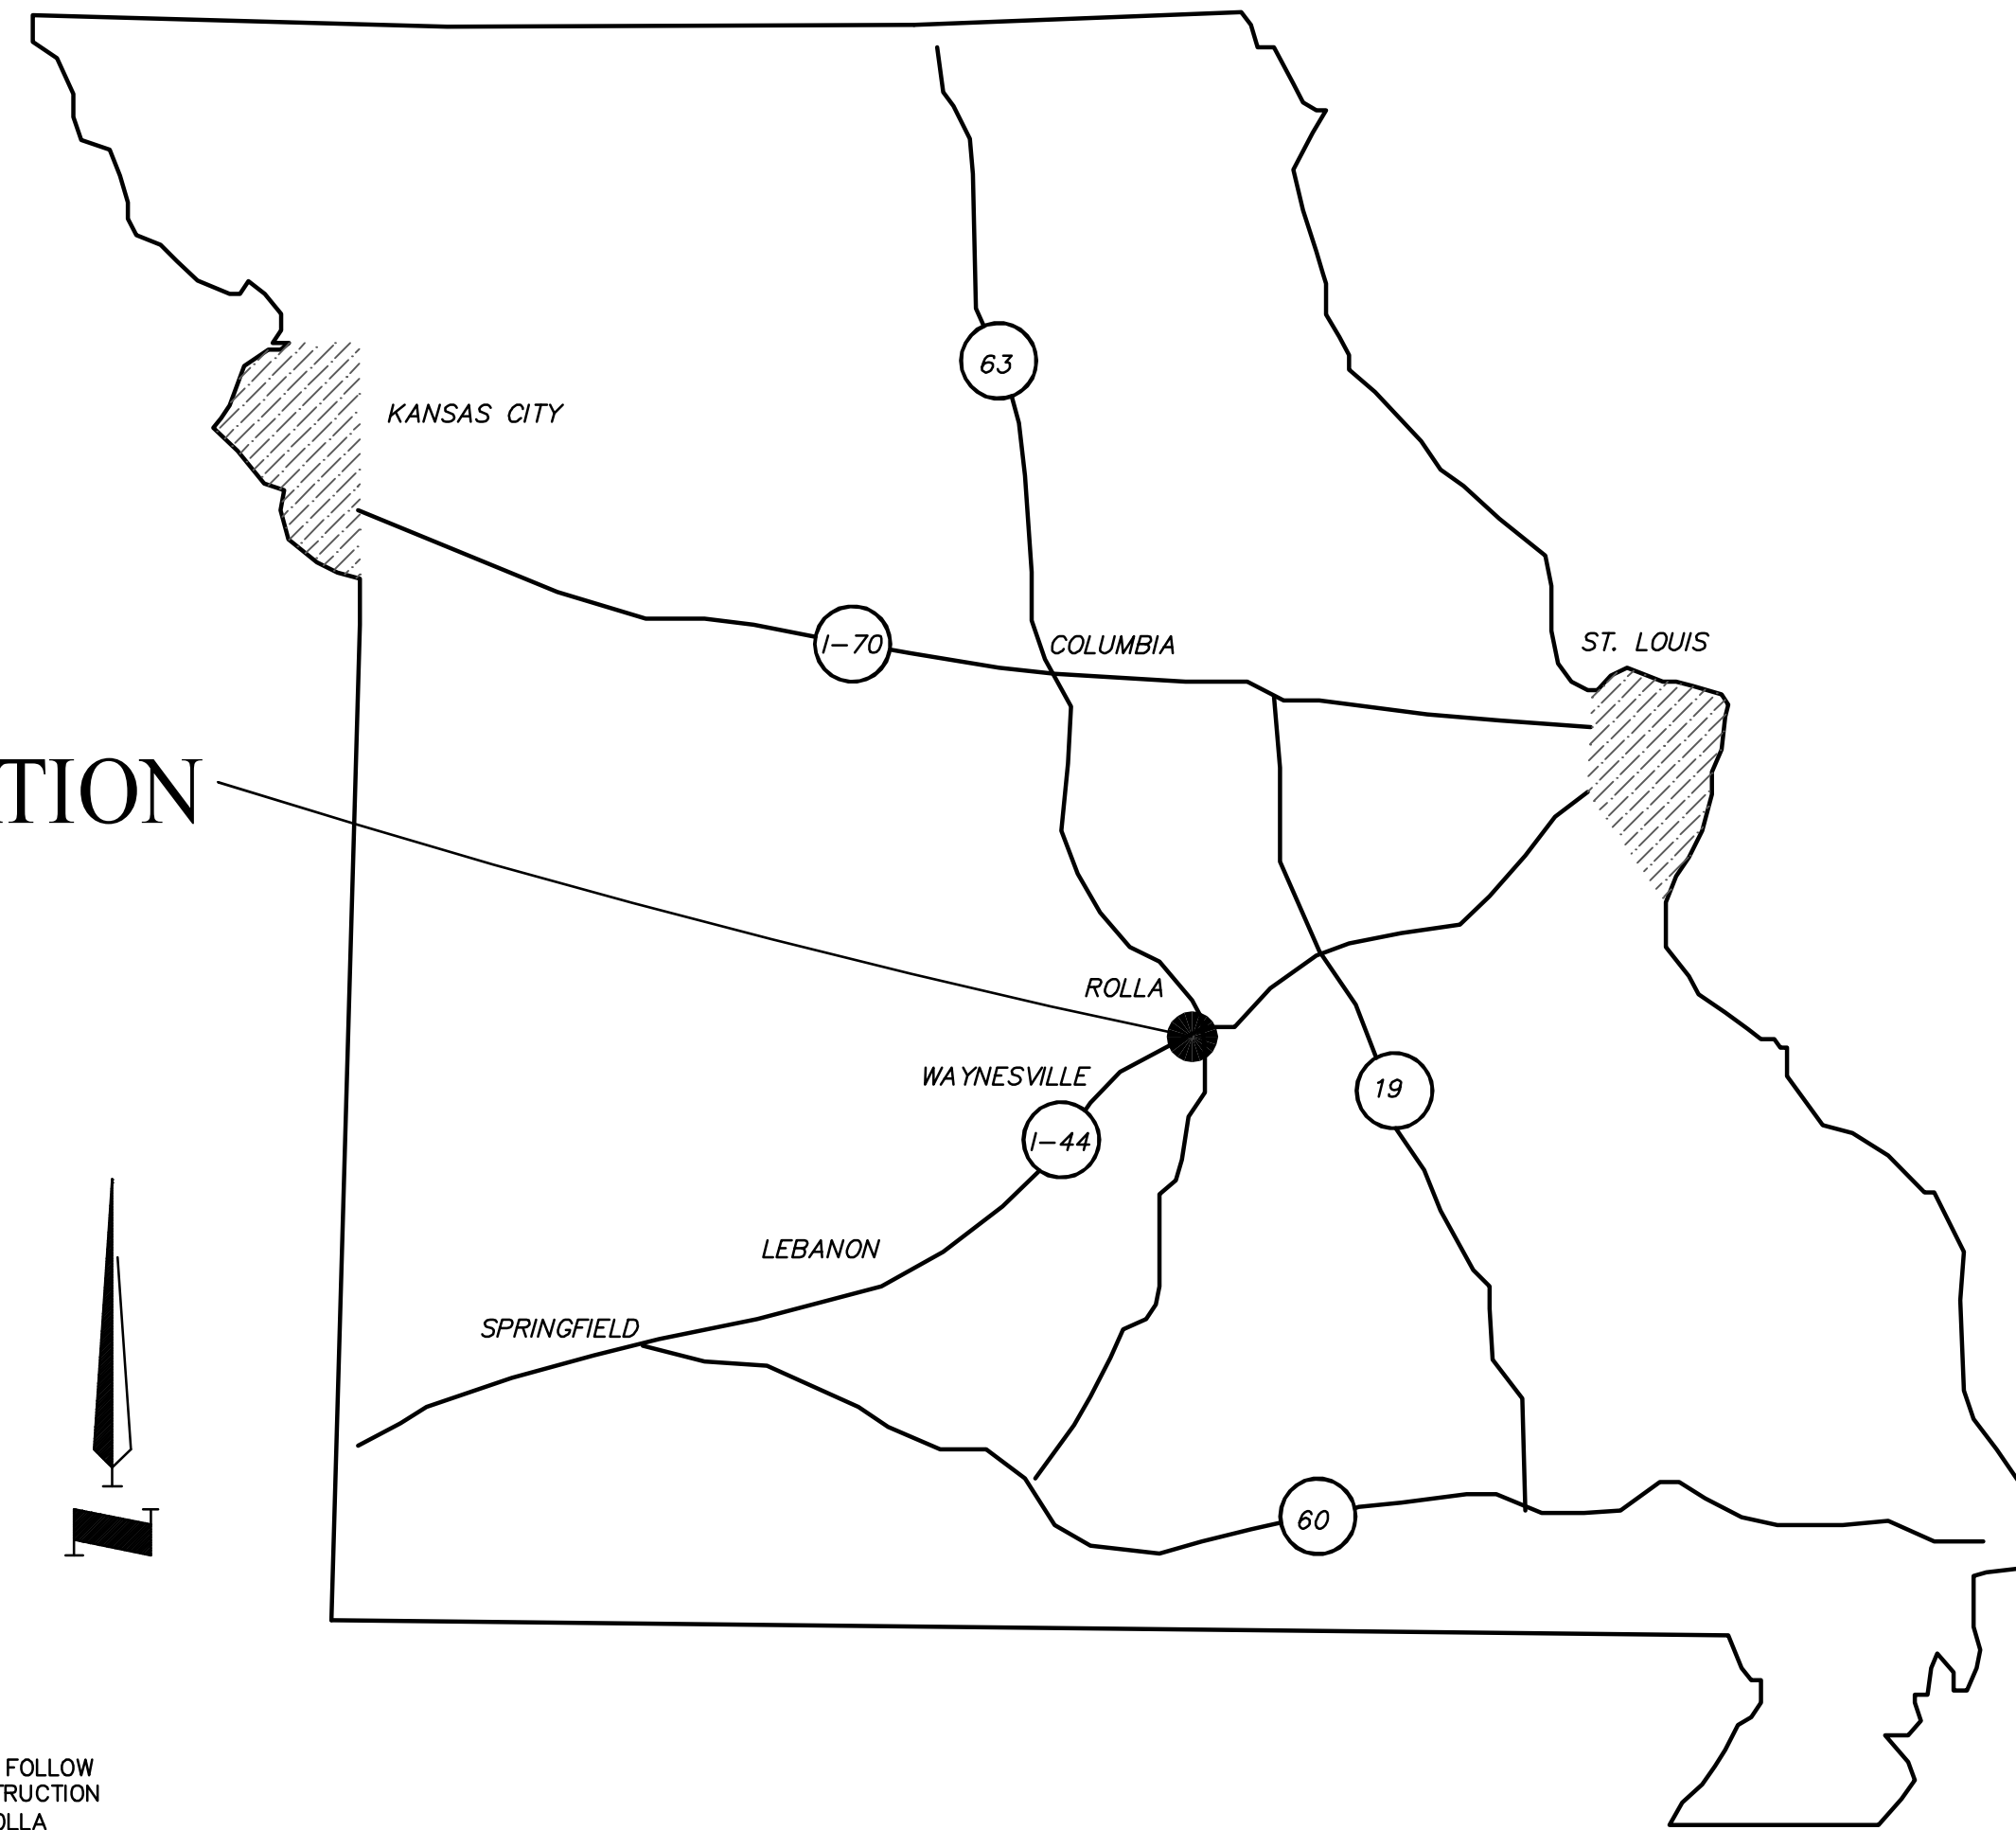 63
KANSAS CITY
COLUMBIA
ST. LOUIS
I-70
TION
ROLLA
WAYNESVILLE
19
I-44
LEBANON
SPRINGFIELD
60
FOLLOW
TRUCTION
OLLA